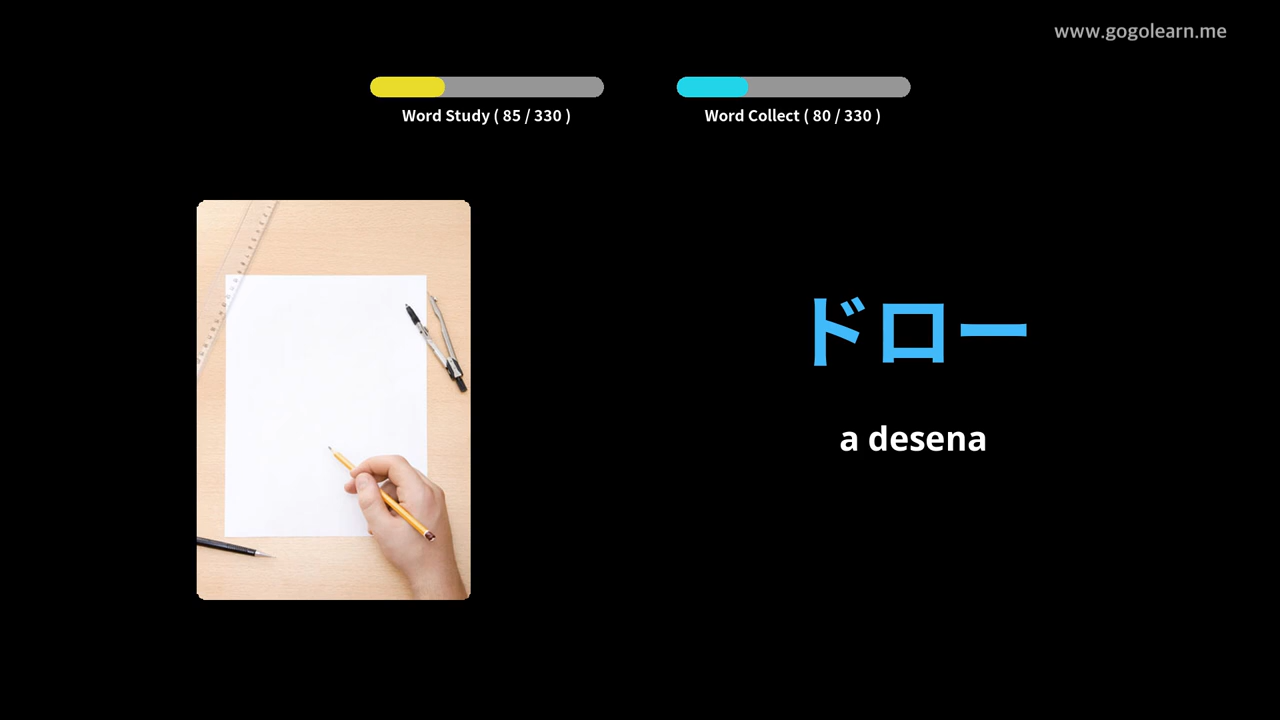 www.gogolearn.me
Word Study ( 85 / 330 )
Word Collect ( 80 / 330 )
ドロー
a desena